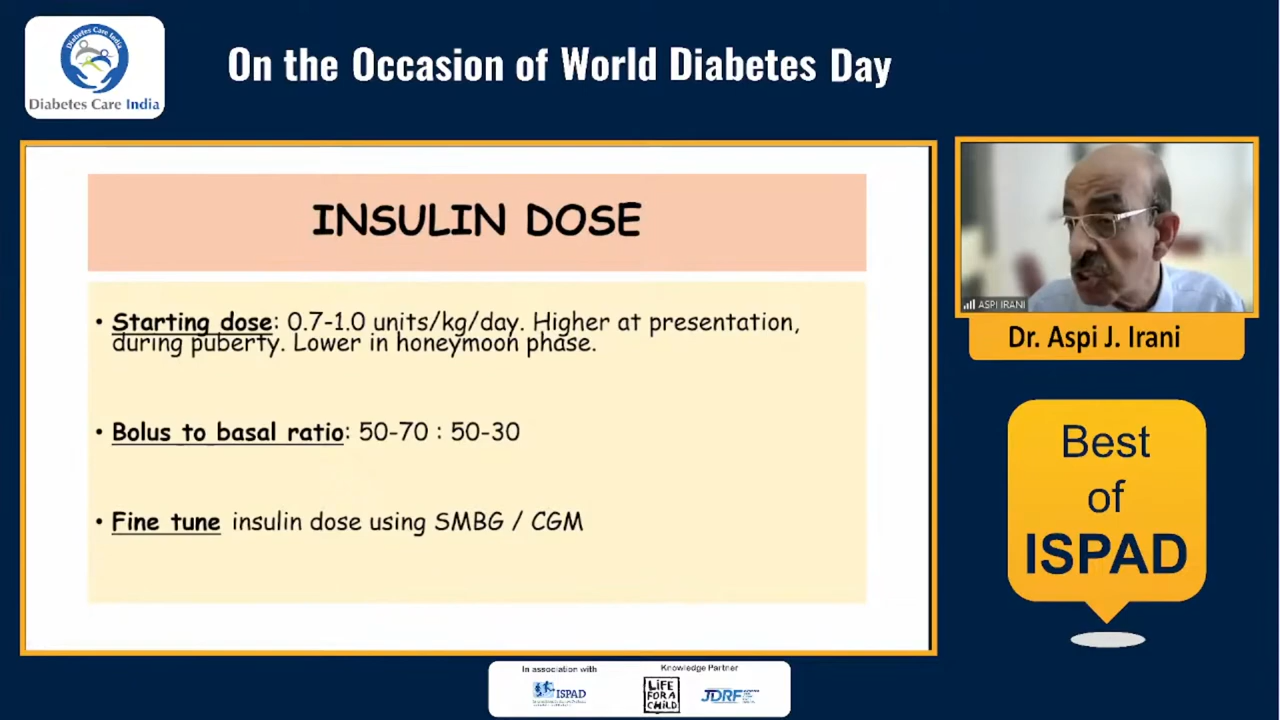 Diabetes Care India
Diabetes Care India
On the Occasion of World Diabetes Day
INSULIN DOSE
• Starting dose: 0.7-1.0 units/kg/day. Higher at presentation,
during puberty. Lower in honeymoon phase.
• Bolus to basal ratio: 50-70 : 50-30
• Fine tune insulin dose using SMBG / CGM
ASPI IRANI
Dr. Aspi J. Irani
Best
of
ISPAD
In association with
ISPAD
Knowledge Partner
LiFE
FOR A
CHiLD
JDRF